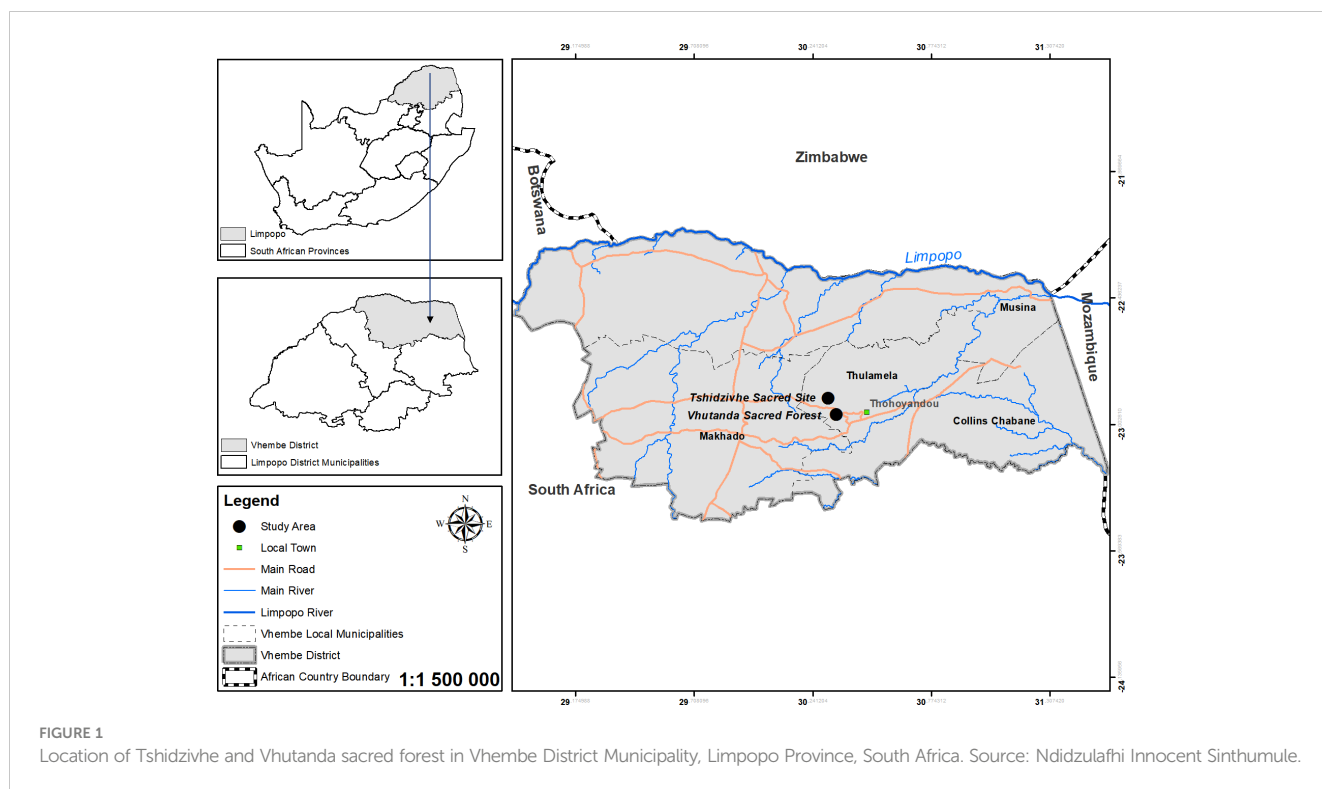 Limpopo
South African Provinces
Vhembe District
Limpopo District Municipalities
Legend
N
W
E
S
Study Area
Local Town
Main Road
Main River
Limpopo River
Vhembe Local Municipalities
Vhembe District
African Country Boundary
1:1 500 000
29
29
30
30
31
Zimbabwe
Botswana
Limpopo
Mozambique
Musina
Thulamela
Tshidzivhe Sacred Site
Thohoyandou
Vhutanda Sacred Forest
Collins Chabane
Makhado
South Africa
-21
-22
-23
-23
-24
29
29
30
30
31
FIGURE 1
Location of Tshidzivhe and Vhutanda sacred forest in Vhembe District Municipality, Limpopo Province, South Africa. Source: Ndidzulafhi Innocent Sinthumule.